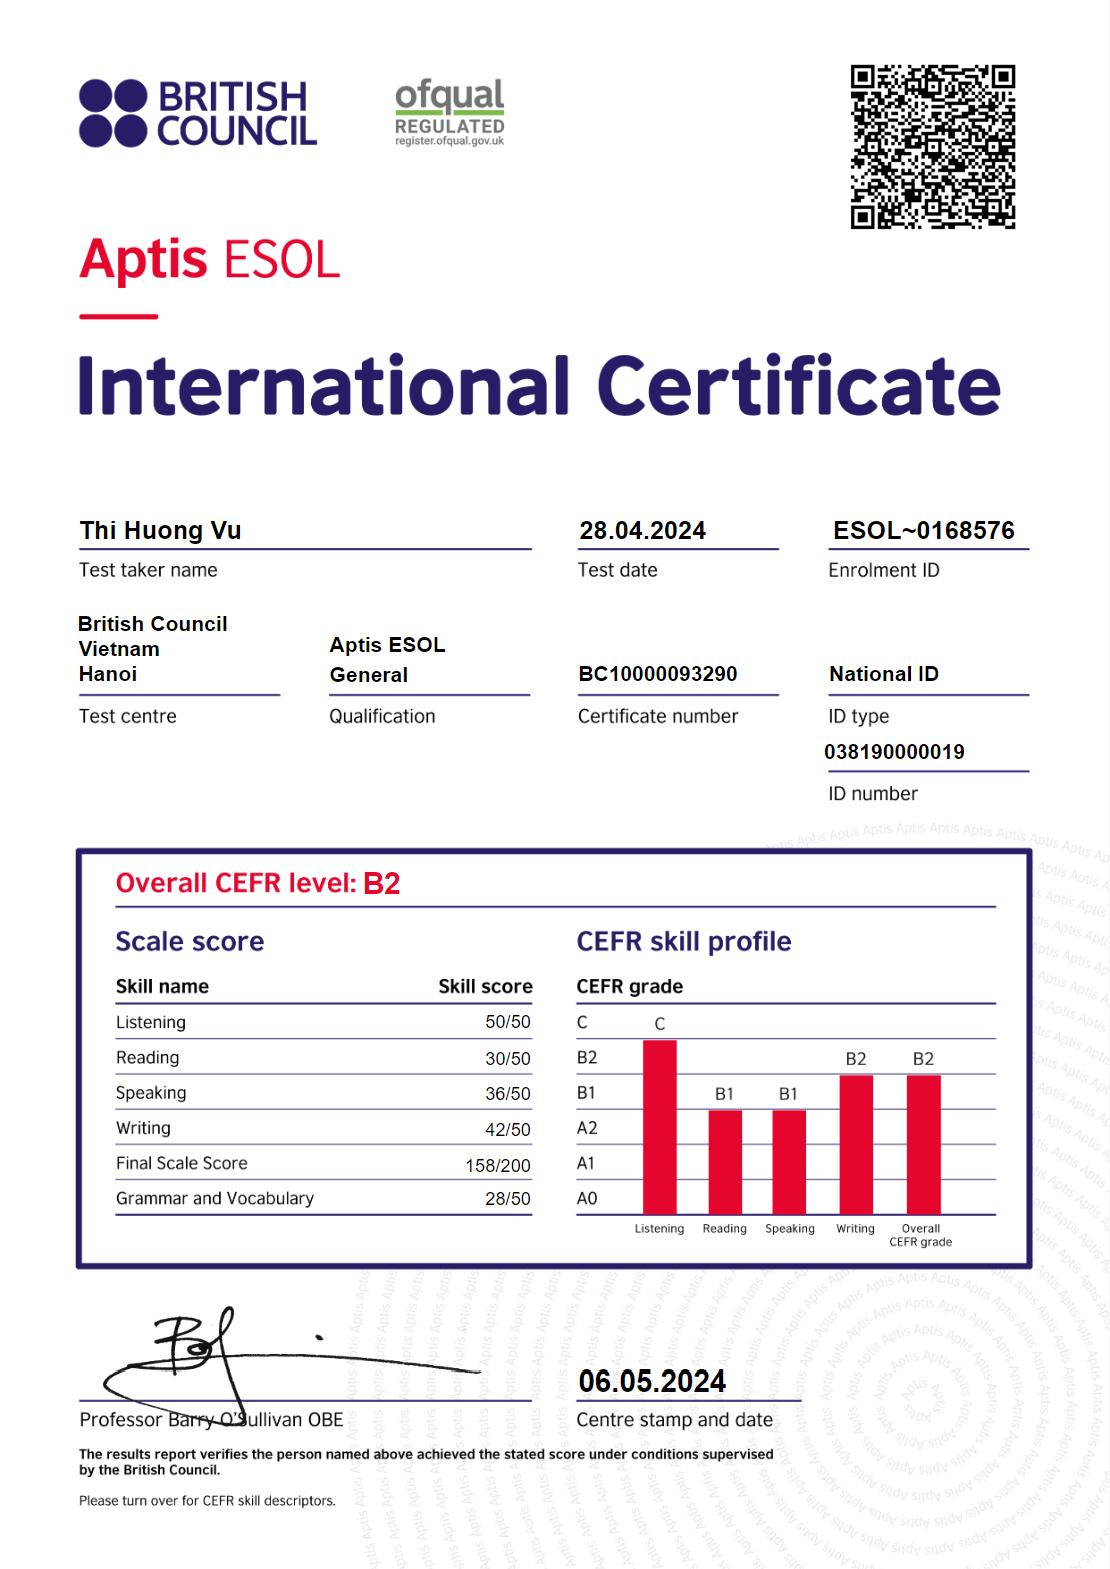 BRITISH
COUNCIL
ofqual
REGULATED
register.ofqual.gov.uk
Aptis ESOL
International Certificate
Thi Huong Vu
Test taker name
28.04.2024
Test date
ESOL~0168576
Enrolment ID
British Council
Vietnam
Hanoi
Test centre
Aptis ESOL
General
Qualification
BC10000093290
Certificate number
National ID
ID type
038190000019
ID number
Overall CEFR level: B2
Scale score
Skill name Skill score
Listening 50/50
Reading 30/50
Speaking 36/50
Writing 42/50
Final Scale Score 158/200
Grammar and Vocabulary 28/50
CEFR skill profile
CEFR grade
C C
B2 B2 B2
B1 B1 B1
A2
A1
A0
Listening Reading Speaking Writing Overall
CEFR grade
06.05.2024
Professor Barry O'Sullivan OBE
Centre stamp and date
The results report verifies the person named above achieved the stated score under conditions supervised
by the British Council.
Please turn over for CEFR skill descriptors.